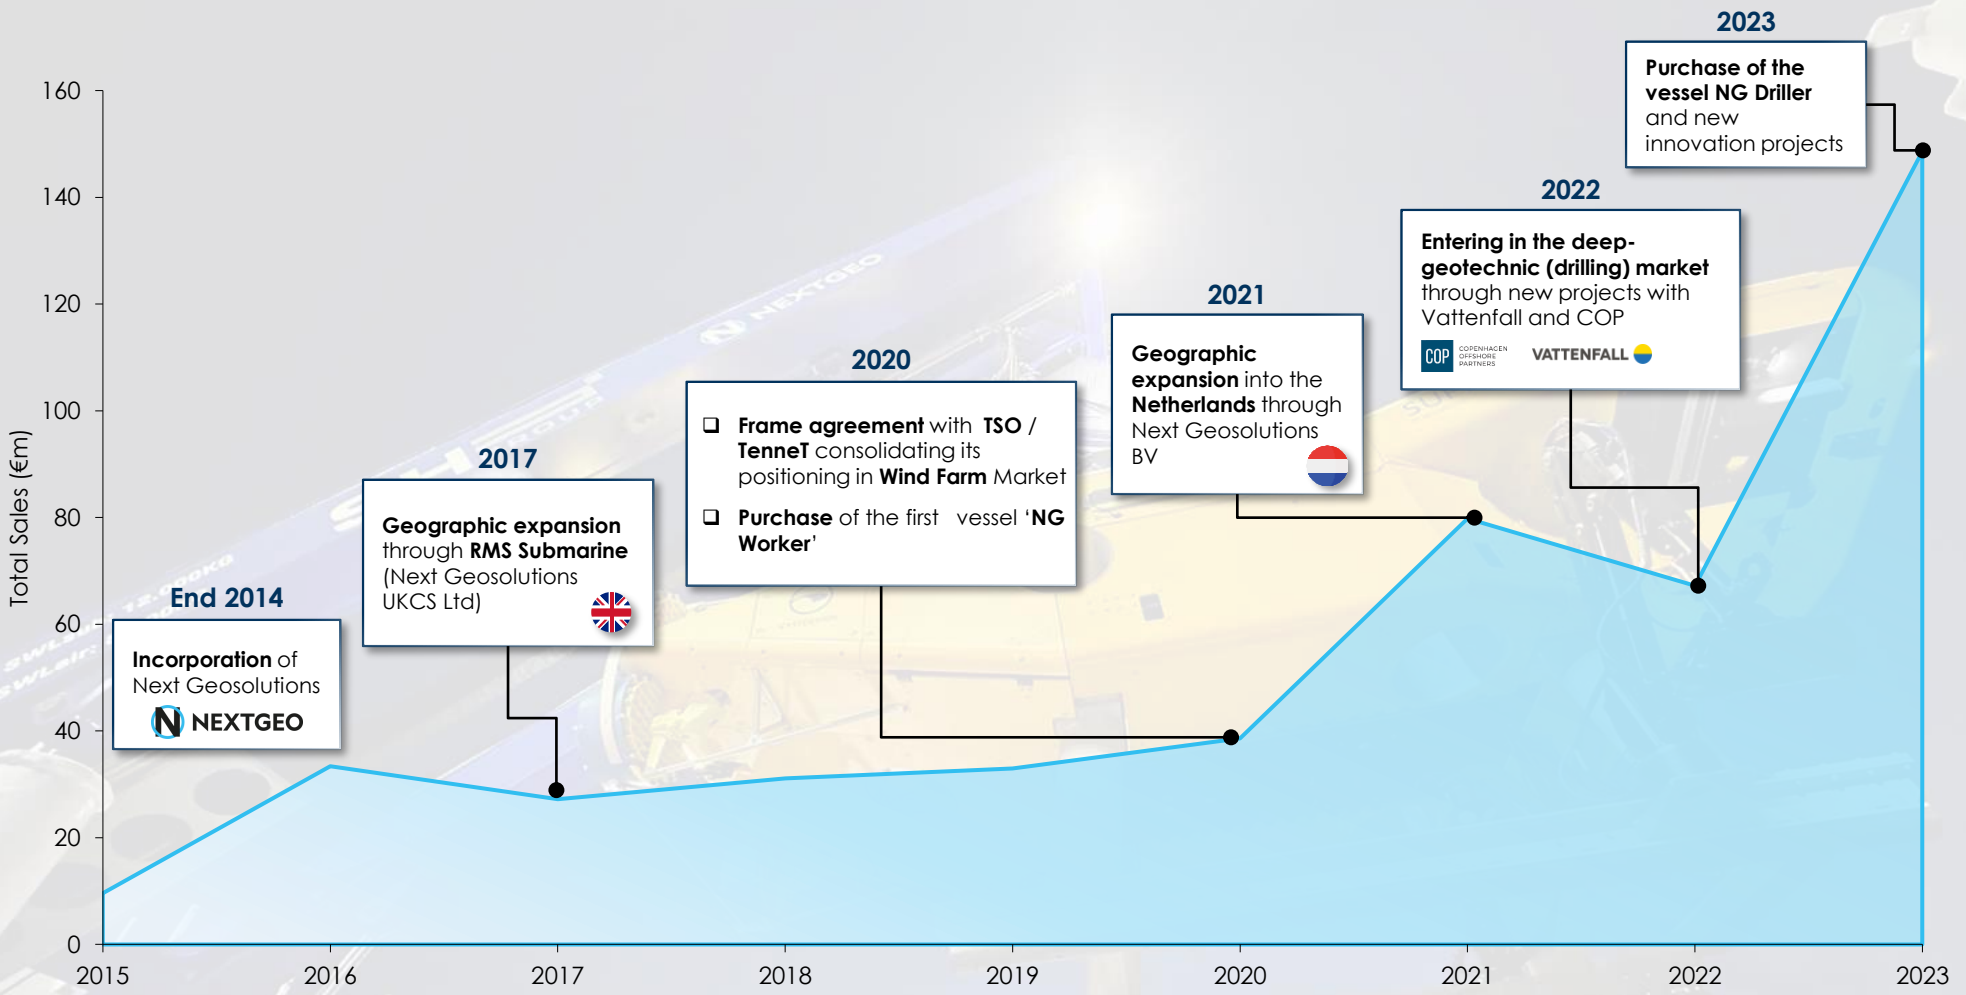 2023
Purchase of the
vessel NG Driller
and new
innovation projects
2022
Entering in the deep-
geotechnic (drilling) market
through new projects with
Vattenfall and COP
COP
COPENHAGEN
OFFSHORE
PARTNERS
VATTENFALL
2021
Geographic
expansion into the
Netherlands through
Next Geosolutions
BV
2020
❑ Frame agreement with TSO /
TenneT consolidating its
positioning in Wind Farm Market
❑ Purchase of the first vessel ‘NG
Worker’
2017
Geographic expansion
through RMS Submarine
(Next Geosolutions
UKCS Ltd)
End 2014
Incorporation of
Next Geosolutions
NEXTGEO
Total Sales (€m)
160
140
120
100
80
60
40
20
0
2015 2016 2017 2018 2019 2020 2021 2022 2023
NEXTGEO